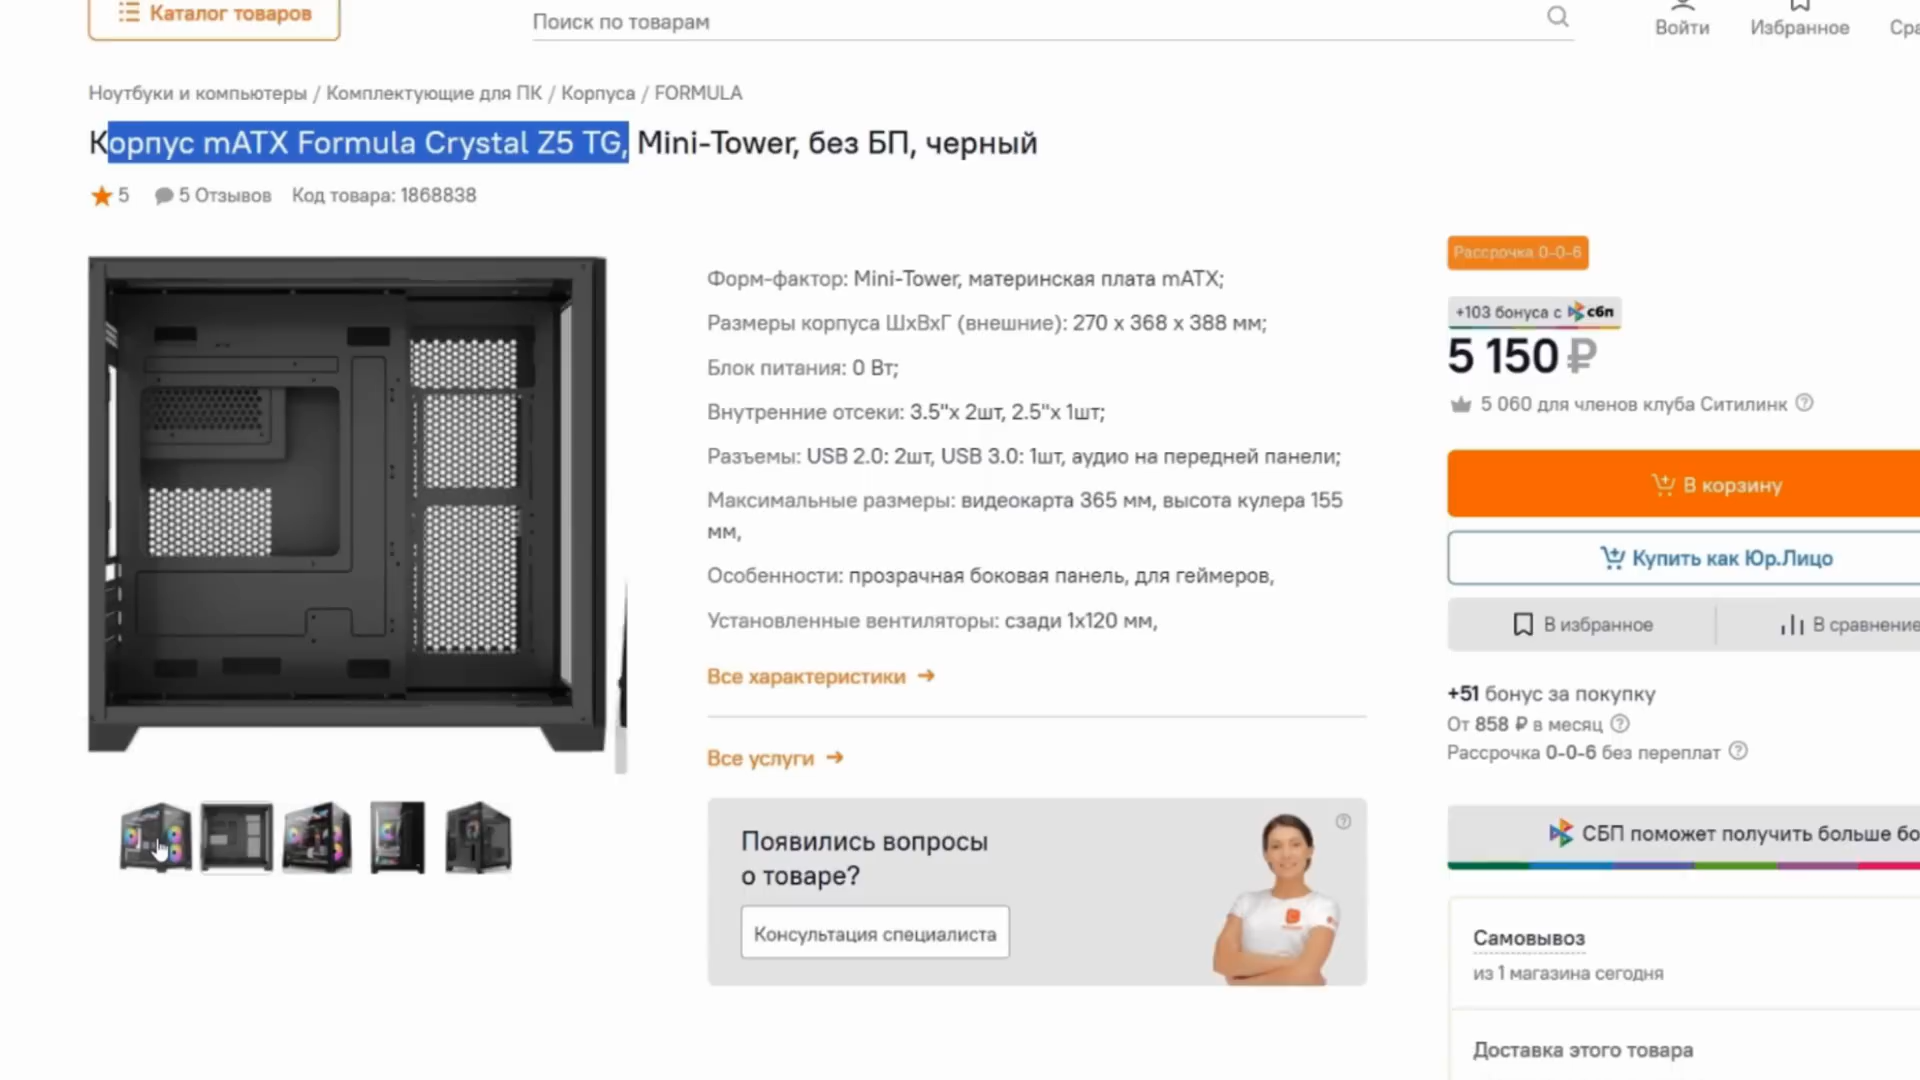 Каталог товаров
Поиск по товарам
Войти
Избранное
Ноутбуки и компьютеры / Комплектующие для ПК / Корпуса / FORMULA
Корпус mATX Formula Crystal Z5 TG, Mini-Tower, без БП, черный
5
5 Отзывов
Код товара: 1868838
Форм-фактор: Mini-Tower, материнская плата mATX;
Размеры корпуса ШxВxГ (внешние): 270 x 368 x 388 мм;
Блок питания: 0 Вт;
Внутренние отсеки: 3.5"x 2шт, 2.5"x 1шт;
Разъемы: USB 2.0: 2шт, USB 3.0: 1шт, аудио на передней панели;
Максимальные размеры: видеокарта 365 мм, высота кулера 155
мм,
Особенности: прозрачная боковая панель, для геймеров,
Установленные вентиляторы: сзади 1x120 мм,
Все характеристики →
Все услуги →
Появились вопросы
о товаре?
Консультация специалиста
Рассрочка 0-0-6
+103 бонуса с сбп
5 150 ₽
5 060 для членов клуба Ситилинк
В корзину
Купить как Юр.Лицо
В избранное
В сравнение
+51 бонус за покупку
От 858 ₽ в месяц
Рассрочка 0-0-6 без переплат
СБП поможет получить больше бо
Самовывоз
из 1 магазина сегодня
Доставка этого товара